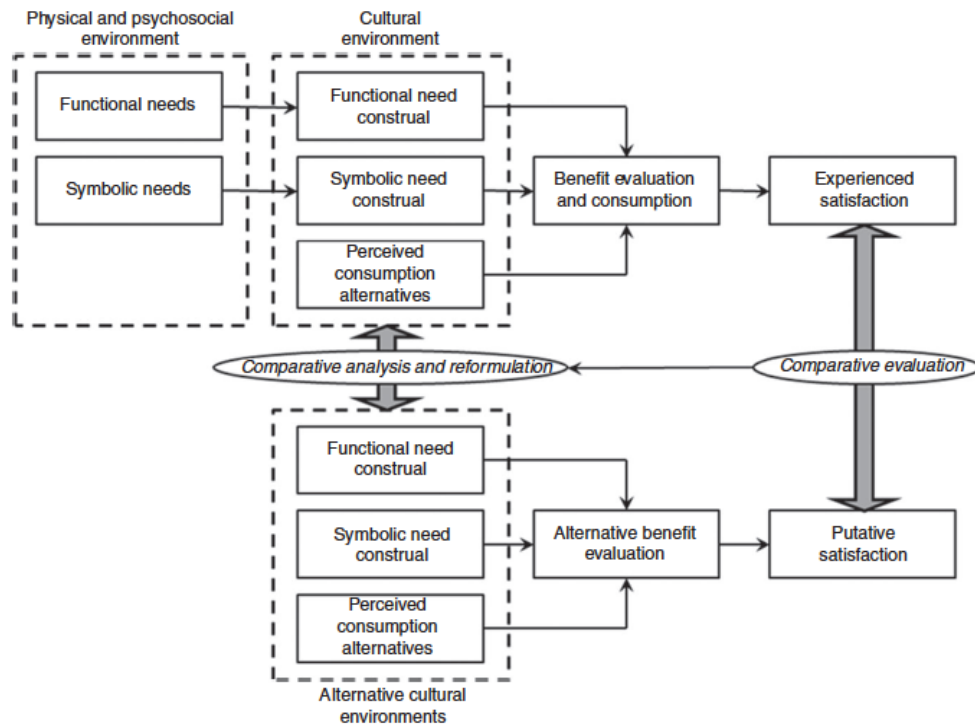 Physical and psychosocial
environment
Cultural
environment
Functional needs
Functional need
construal
Symbolic needs
Symbolic need
construal
Benefit evaluation
and consumption
Experienced
satisfaction
Perceived
consumption
alternatives
Comparative analysis and reformulation
Comparative evaluation
Functional need
construal
Symbolic need
construal
Alternative benefit
evaluation
Putative
satisfaction
Perceived
consumption
alternatives
Alternative cultural
environments